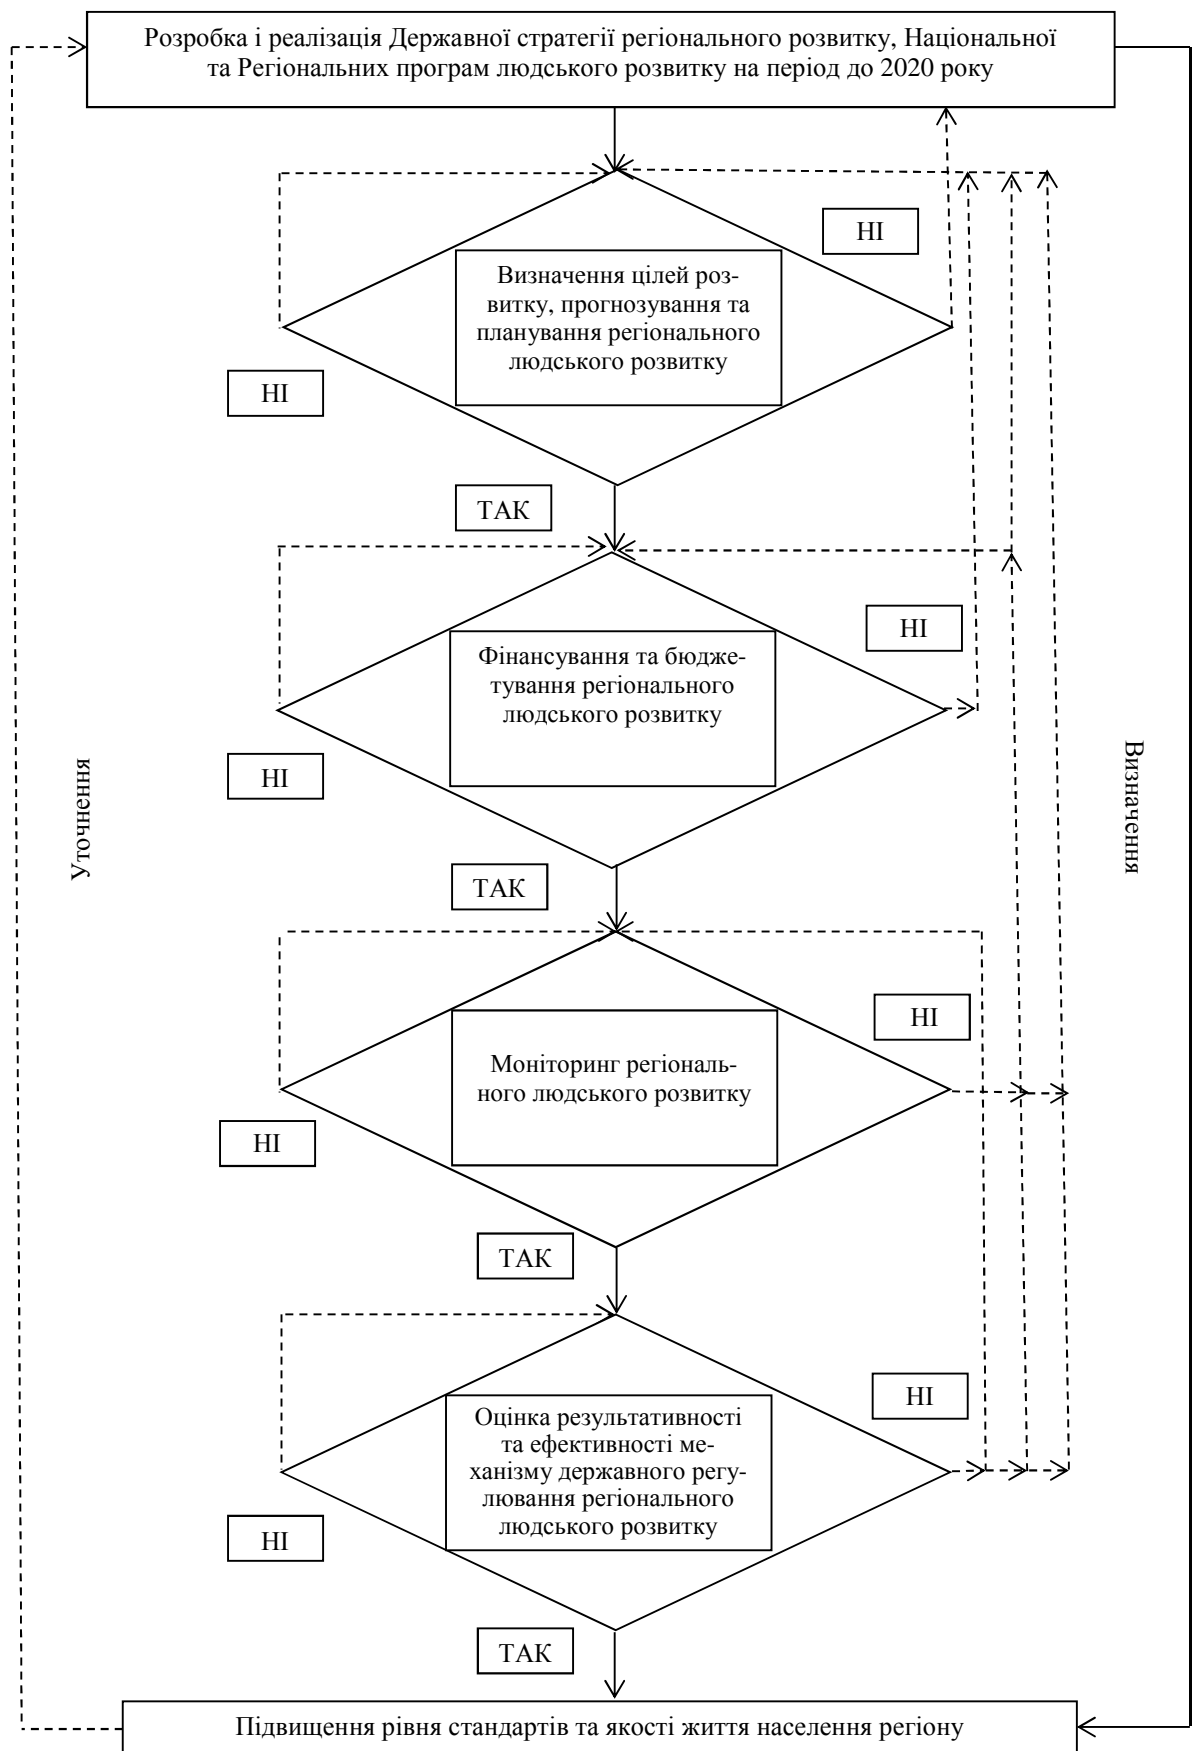 Розробка і реалізація Державної стратегії регіонального розвитку, Національної
та Регіональних програм людського розвитку на період до 2020 року
НІ
Визначення цілей роз-
витку, прогнозування та
планування регіонального
людського розвитку
НІ
ТАК
НІ
Фінансування та бюдже-
тування регіонального
людського розвитку
НІ
Уточнення
Визначення
ТАК
НІ
Моніторинг регіональ-
ного людського розвитку
НІ
ТАК
НІ
Оцінка результативності
та ефективності ме-
ханізму державного регу-
лювання регіонального
людського розвитку
НІ
ТАК
Підвищення рівня стандартів та якості життя населення регіону